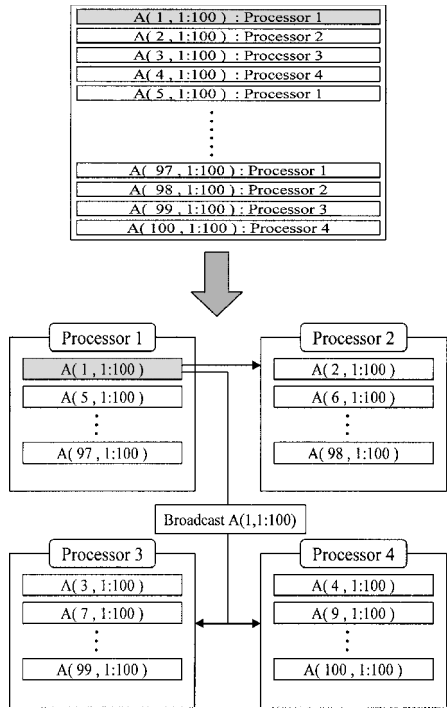 A( 1 , 1:100 ) : Processor 1
A( 2 , 1:100 ) : Processor 2
A( 3 , 1:100 ) : Processor 3
A( 4 , 1:100 ) : Processor 4
A( 5 , 1:100 ) : Processor 1
A( 97 , 1:100 ) : Processor 1
A( 98 , 1:100 ) : Processor 2
A( 99 , 1:100 ) : Processor 3
A( 100 , 1:100 ) : Processor 4
Processor 1
A( 1 , 1:100 )
A( 5 , 1:100 )
A( 97 , 1:100 )
Processor 2
A( 2 , 1:100 )
A( 6 , 1:100 )
A( 98 , 1:100 )
Broadcast A(1,1:100)
Processor 3
A( 3 , 1:100 )
A( 7 , 1:100 )
A( 99 , 1:100 )
Processor 4
A( 4 , 1:100 )
A( 9 , 1:100 )
A( 100 , 1:100 )